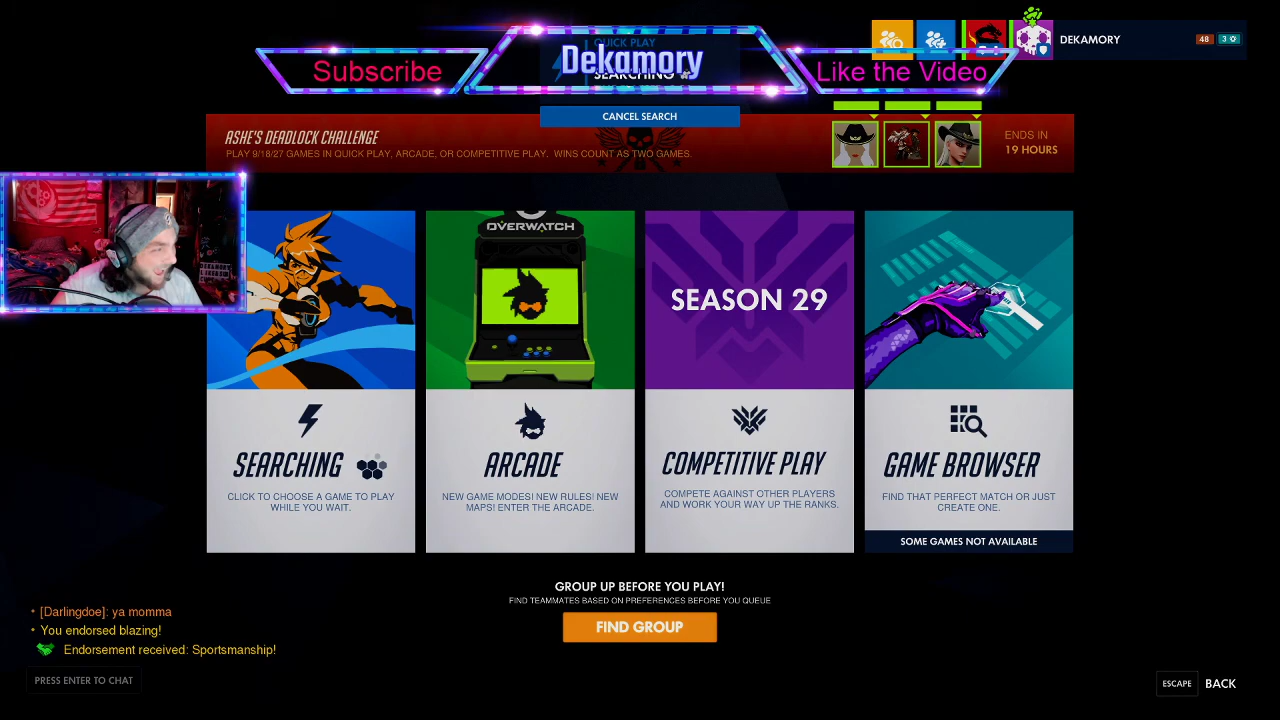 QUICK PLAY
Dekamory
SEARCHING
Subscribe
Like the Video
DEKAMORY
48
3
CANCEL SEARCH
ASHE'S DEADLOCK CHALLENGE
PLAY 9/18/27 GAMES IN QUICK PLAY, ARCADE, OR COMPETITIVE PLAY. WINS COUNT AS TWO GAMES.
ENDS IN
19 HOURS
OVERWATCH
SEASON 29
SEARCHING
CLICK TO CHOOSE A GAME TO PLAY
WHILE YOU WAIT.
ARCADE
NEW GAME MODES! NEW RULES! NEW
MAPS! ENTER THE ARCADE.
COMPETITIVE PLAY
COMPETE AGAINST OTHER PLAYERS
AND WORK YOUR WAY UP THE RANKS.
GAME BROWSER
FIND THAT PERFECT MATCH OR JUST
CREATE ONE.
SOME GAMES NOT AVAILABLE
GROUP UP BEFORE YOU PLAY!
FIND TEAMMATES BASED ON PREFERENCES BEFORE YOU QUEUE
FIND GROUP
[Darlingdoe]: ya momma
You endorsed blazing!
Endorsement received: Sportsmanship!
PRESS ENTER TO CHAT
ESCAPE
BACK